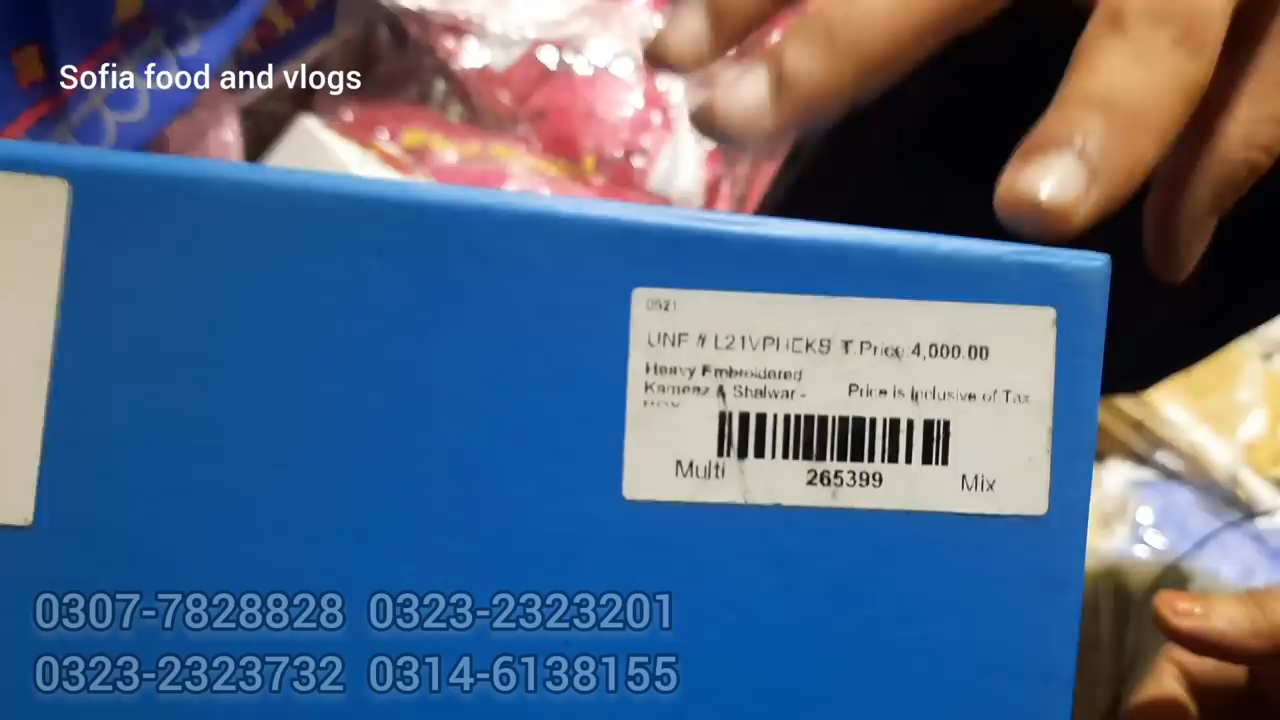 Sofia food and vlogs
0621
UNF # L21VPHEKS T.Price:4,000.00
Heavy Embroidered
Kameez & Shalwar - Price is Inclusive of Tax
Multi 265399 Mix
0307-7828828 0323-2323201
0323-2323732 0314-6138155